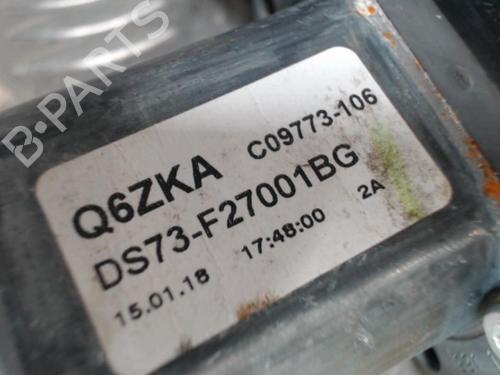 B-PARTS
Q6ZKA C09773-106
DS73-F27001BG
15.01.18 17:48:00 2A